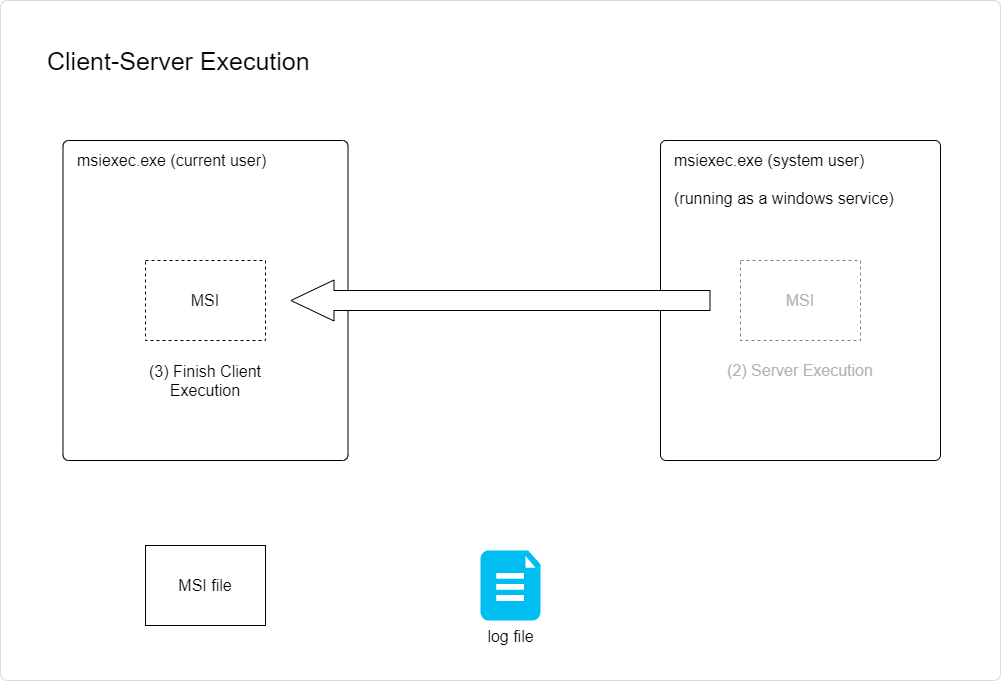 Client-Server Execution
msiexec.exe (current user)
MSI
(3) Finish Client
Execution
msiexec.exe (system user)
(running as a windows service)
MSI
(2) Server Execution
MSI file
log file